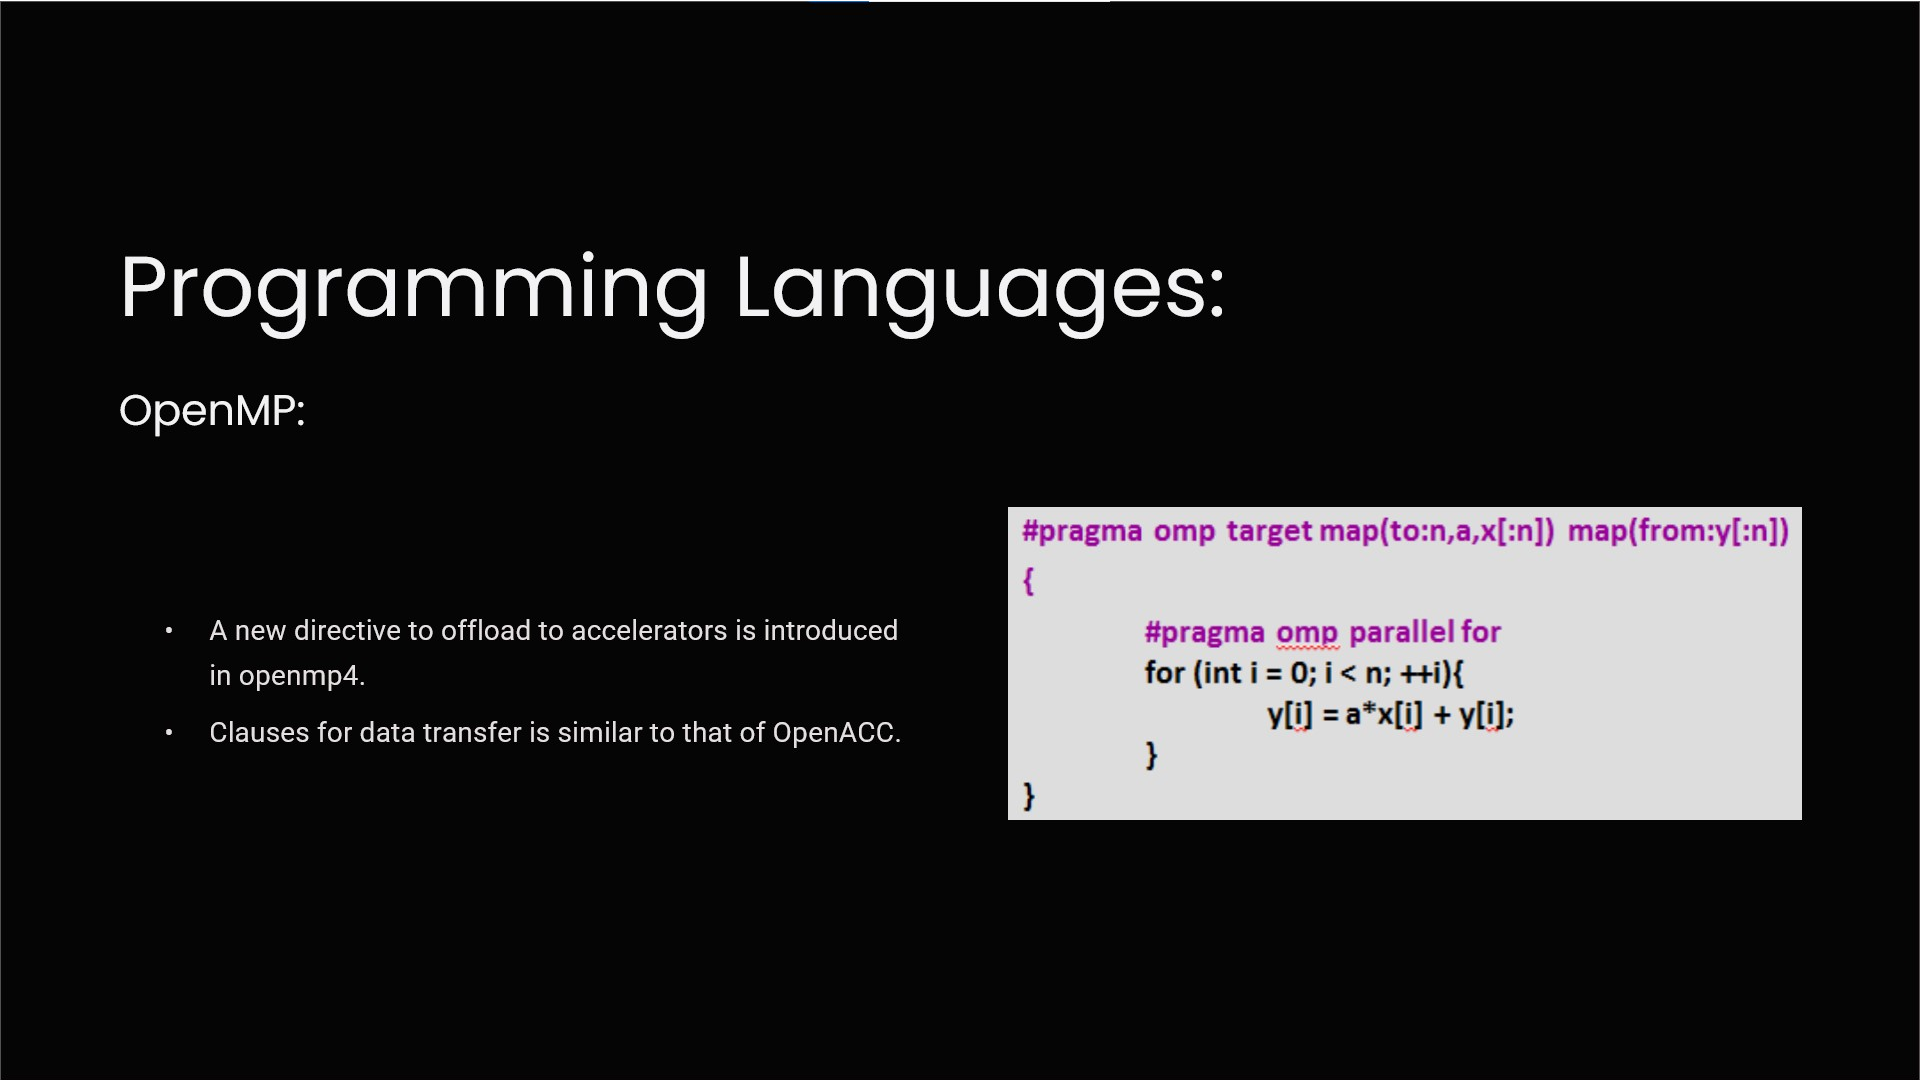 Programming Languages:
OpenMP:
• A new directive to offload to accelerators is introduced
in openmp4.
• Clauses for data transfer is similar to that of OpenACC.
#pragma omp target map(to:n,a,x[:n]) map(from:y[:n])
{
#pragma omp parallel for
for (int i = 0; i < n; ++i){
y[i] = a*x[i] + y[i];
}
}